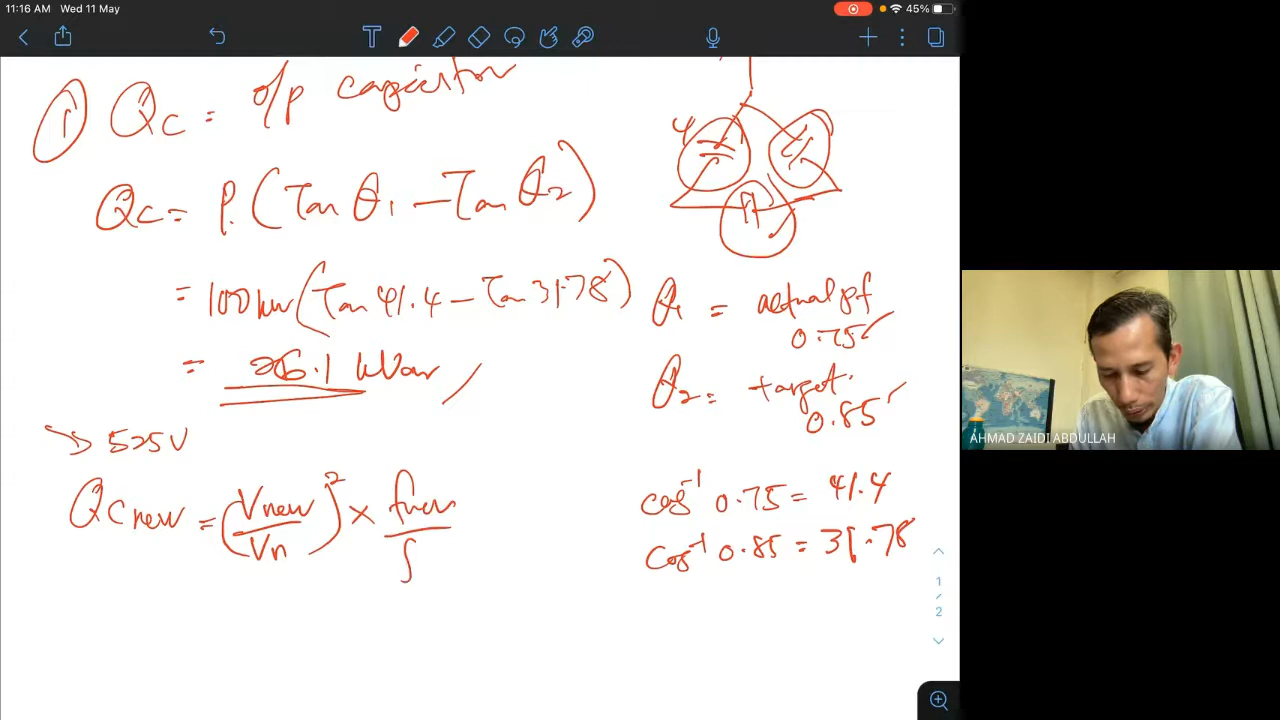 11:16 AM Wed 11 May
45%
① Qc = o/p capacitor
Qc = P. (Tan θ1 – Tan θ2)
= 100kW (Tan 41.4 – Tan 31.78)
= 26.1 kVar
θ1 = actual pf
0.75 ✓
θ2 = target
0.85 ✓
→ 525V
Qc new = (Vnew/Vn)² × fnew/f
cos⁻¹ 0.75 = 41.4
cos⁻¹ 0.85 = 31.78
1
/
2
AHMAD ZAIDI ABDULLAH